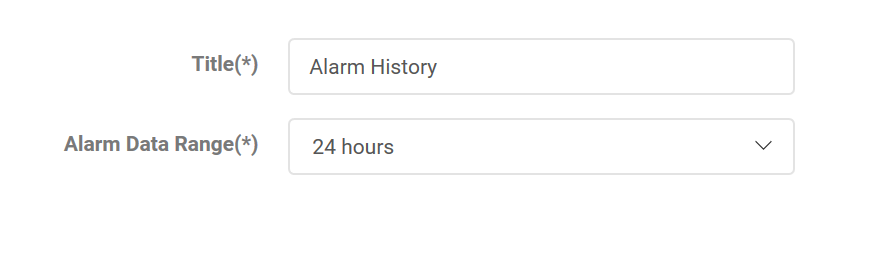 Title(*) Alarm History
Alarm Data Range(*) 24 hours